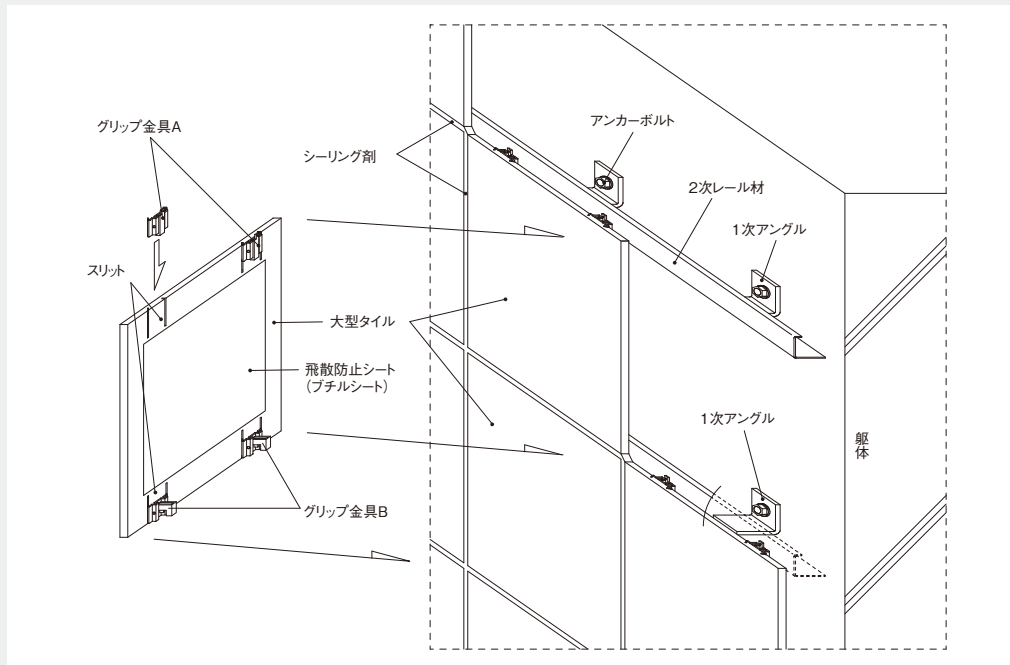 グリップ金具A
スリット
シーリング剤
大型タイル
飛散防止シート
(ブチルシート)
グリップ金具B
アンカーボルト
2次レール材
1次アングル
1次アングル
躯体